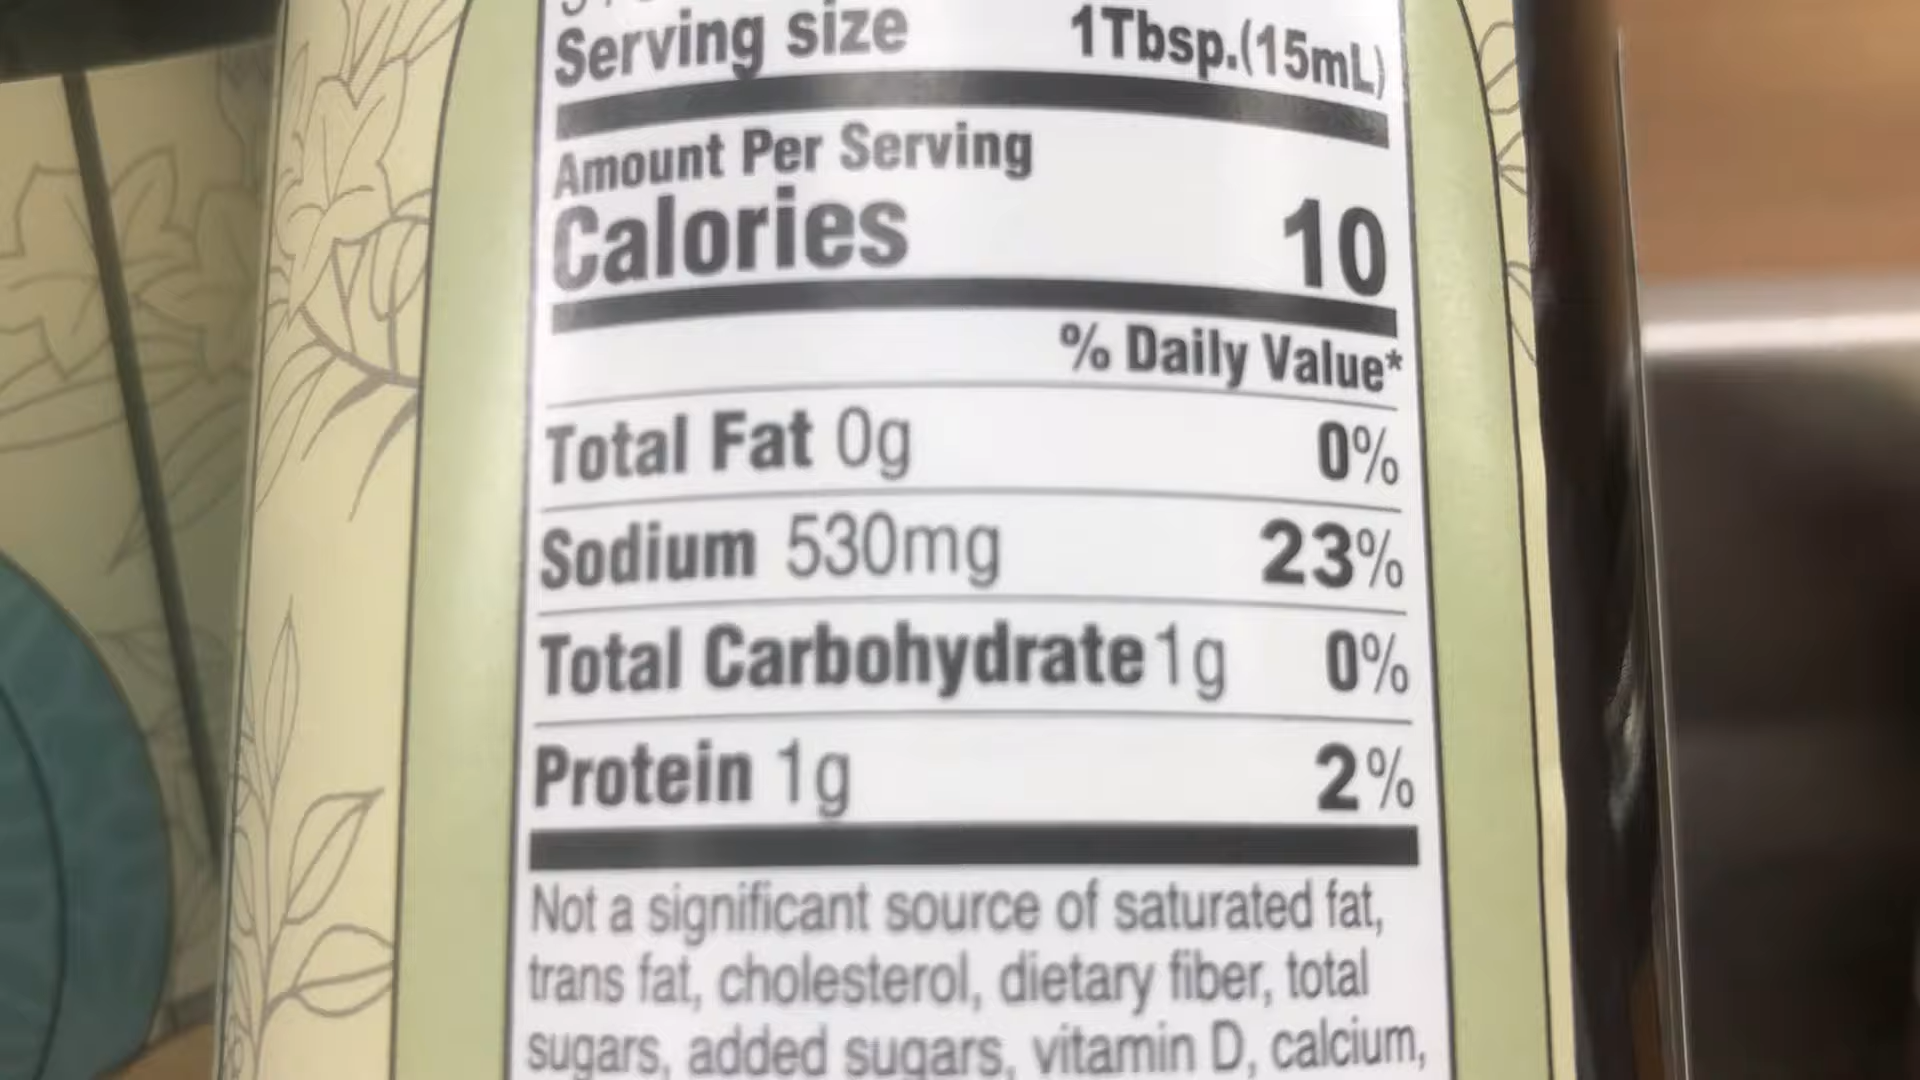 Serving size 1Tbsp.(15mL)
Amount Per Serving
Calories 10
% Daily Value*
Total Fat 0g 0%
Sodium 530mg 23%
Total Carbohydrate 1g 0%
Protein 1g 2%
Not a significant source of saturated fat,
trans fat, cholesterol, dietary fiber, total
sugars, added sugars, vitamin D, calcium,